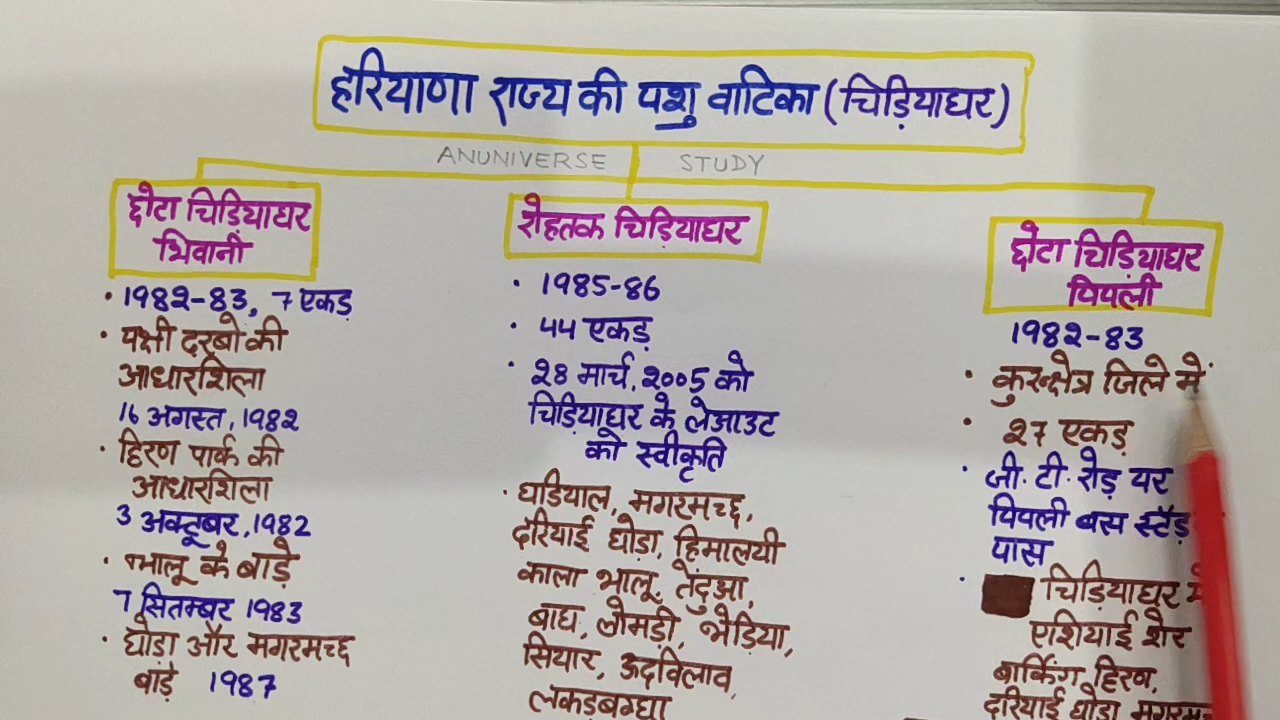 हरियाणा राज्य की पशु वाटिका (चिड़ियाघर)
ANUNIVERSE STUDY
छोटा चिड़ियाघर
भिवानी
• 1982-83, 7 एकड़
• पक्षी दरबो की
आधारशिला
16 अगस्त, 1982
• हिरण पार्क की
आधारशिला
3 अक्टूबर, 1982
• भालू के बाड़े
7 सितम्बर 1983
• घोड़ा और मगरमच्छ
बाड़े 1987
रोहतक चिड़ियाघर
• 1985-86
• 44 एकड़
• 28 मार्च, 2005 को
चिड़ियाघर के लेआउट
को स्वीकृति
• घडियाल, मगरमच्छ,
दरियाई घोड़ा, हिमालयी
काला भालू, तेंदुआ,
बाघ, लोमड़ी, भेड़िया,
सियार, ऊदविलाव,
लकड़बग्घा
छोटा चिड़ियाघर
पिपली
1982-83
• कुरुक्षेत्र जिले में
• 27 एकड़
• जी. टी. रोड़ पर
पिपली बस स्टैंड़
पास
• चिड़ियाघर में
एशियाई शेर
बार्किंग हिरण,
दरियाई घोड़ा